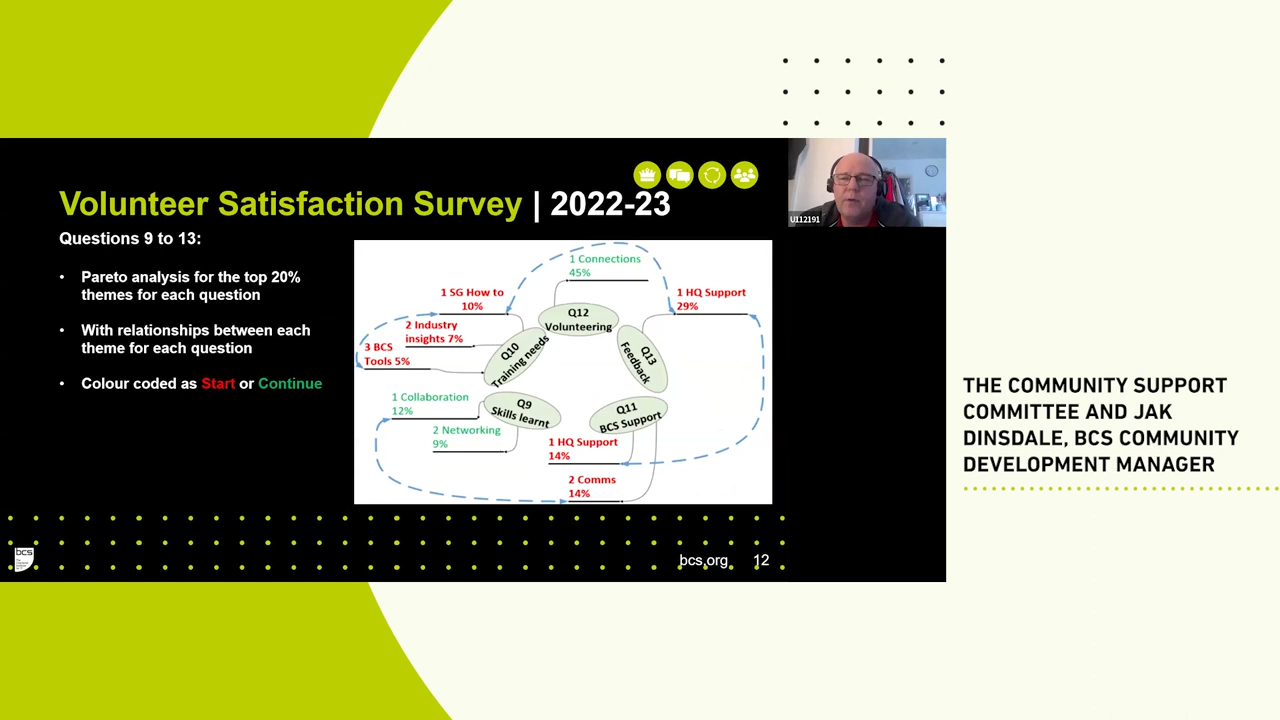 Volunteer Satisfaction Survey | 2022-23
Questions 9 to 13:
• Pareto analysis for the top 20%
themes for each question
• With relationships between each
theme for each question
• Colour coded as Start or Continue
1 Connections
45%
1 SG How to
10%
1 HQ Support
29%
2 Industry
insights 7%
3 BCS
Tools 5%
Q12
Volunteering
Q10
Training needs
Q13
Feedback
1 Collaboration
12%
Q9
Skills learnt
Q11
BCS Support
2 Networking
9%
1 HQ Support
14%
2 Comms
14%
bcs
bcs.org
12
U112191
THE COMMUNITY SUPPORT
COMMITTEE AND JAK
DINSDALE, BCS COMMUNITY
DEVELOPMENT MANAGER